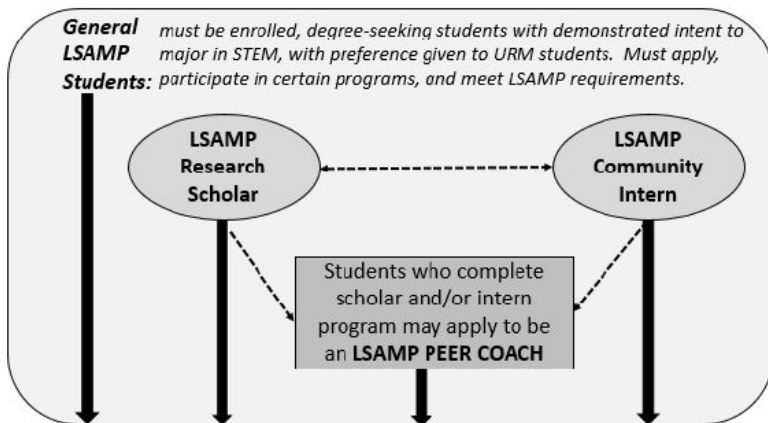 General must be enrolled, degree-seeking students with demonstrated intent to
LSAMP major in STEM, with preference given to URM students. Must apply,
Students: participate in certain programs, and meet LSAMP requirements.
LSAMP
Research
Scholar
LSAMP
Community
Intern
Students who complete
scholar and/or intern
program may apply to be
an LSAMP PEER COACH